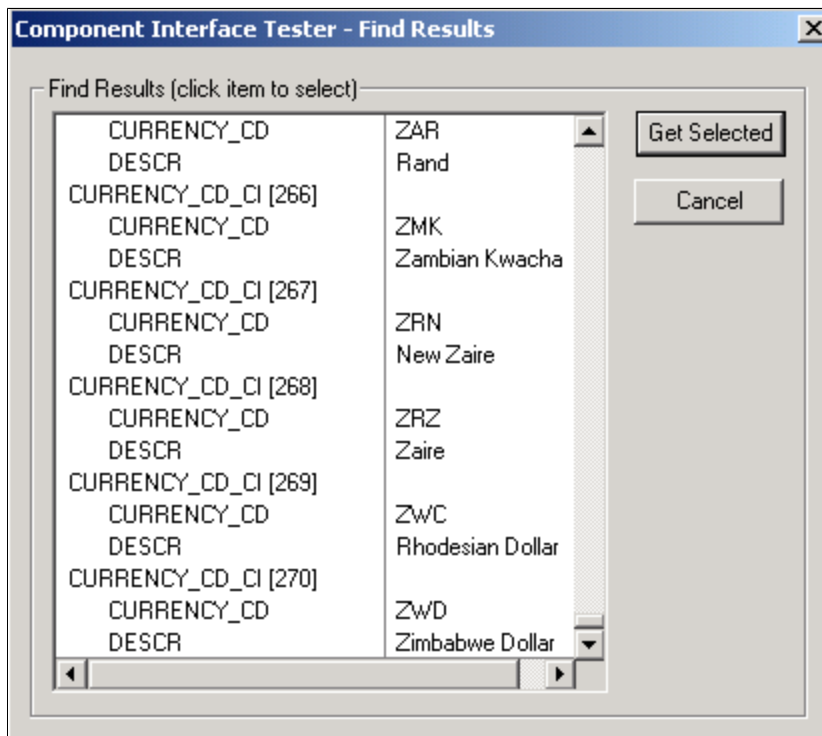 Component Interface Tester - Find Results
Find Results (click item to select)
CURRENCY_CD ZAR
DESCR Rand
CURRENCY_CD_CI [266]
CURRENCY_CD ZMK
DESCR Zambian Kwacha
CURRENCY_CD_CI [267]
CURRENCY_CD ZRN
DESCR New Zaire
CURRENCY_CD_CI [268]
CURRENCY_CD ZRZ
DESCR Zaire
CURRENCY_CD_CI [269]
CURRENCY_CD ZWC
DESCR Rhodesian Dollar
CURRENCY_CD_CI [270]
CURRENCY_CD ZWD
DESCR Zimbabwe Dollar
Get Selected
Cancel